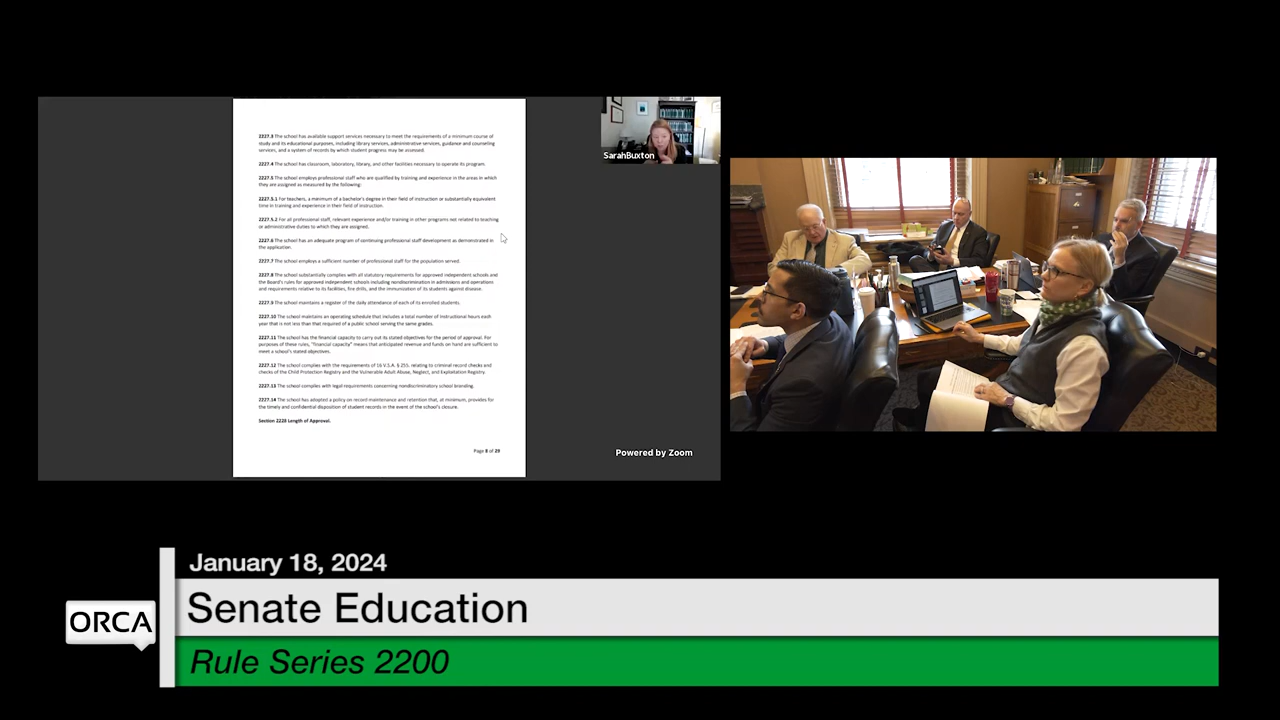 2227.3 The school has available support services necessary to meet the requirements of a minimum course of
study and its educational purposes, including library services, administrative services, guidance and counseling
services, and a system of records by which student progress may be assessed.
2227.4 The school has classroom, laboratory, library, and other facilities necessary to operate its program.
2227.5 The school employs professional staff who are qualified by training and experience in the areas in which
they are assigned as measured by the following:
2227.5.1 For teachers, a minimum of a bachelor's degree in their field of instruction or substantially equivalent
time in training and experience in their field of instruction.
2227.5.2 For all professional staff, relevant experience and/or training in other programs not related to teaching
or administrative duties to which they are assigned.
2227.6 The school has an adequate program of continuing professional staff development as demonstrated in
the application.
2227.7 The school employs a sufficient number of professional staff for the population served.
2227.8 The school substantially complies with all statutory requirements for approved independent schools and
the Board's rules for approved independent schools including nondiscrimination in admissions and operations
and requirements relative to its facilities, fire drills, and the immunization of its students against disease.
2227.9 The school maintains a register of the daily attendance of each of its enrolled students.
2227.10 The school maintains an operating schedule that includes a total number of instructional hours each
year that is not less than that required of a public school serving the same grades.
2227.11 The school has the financial capacity to carry out its stated objectives for the period of approval. For
purposes of these rules, "financial capacity" means that anticipated revenue and funds on hand are sufficient to
meet a school's stated objectives.
2227.12 The school complies with the requirements of 16 V.S.A. § 255. relating to criminal record checks and
checks of the Child Protection Registry and the Vulnerable Adult Abuse, Neglect, and Exploitation Registry.
2227.13 The school complies with legal requirements concerning nondiscriminatory school branding.
2227.14 The school has adopted a policy on record maintenance and retention that, at minimum, provides for
the timely and confidential disposition of student records in the event of the school's closure.
Section 2228 Length of Approval.
Page 8 of 29
SarahBuxton
Powered by Zoom
January 18, 2024
Senate Education
ORCA
Rule Series 2200